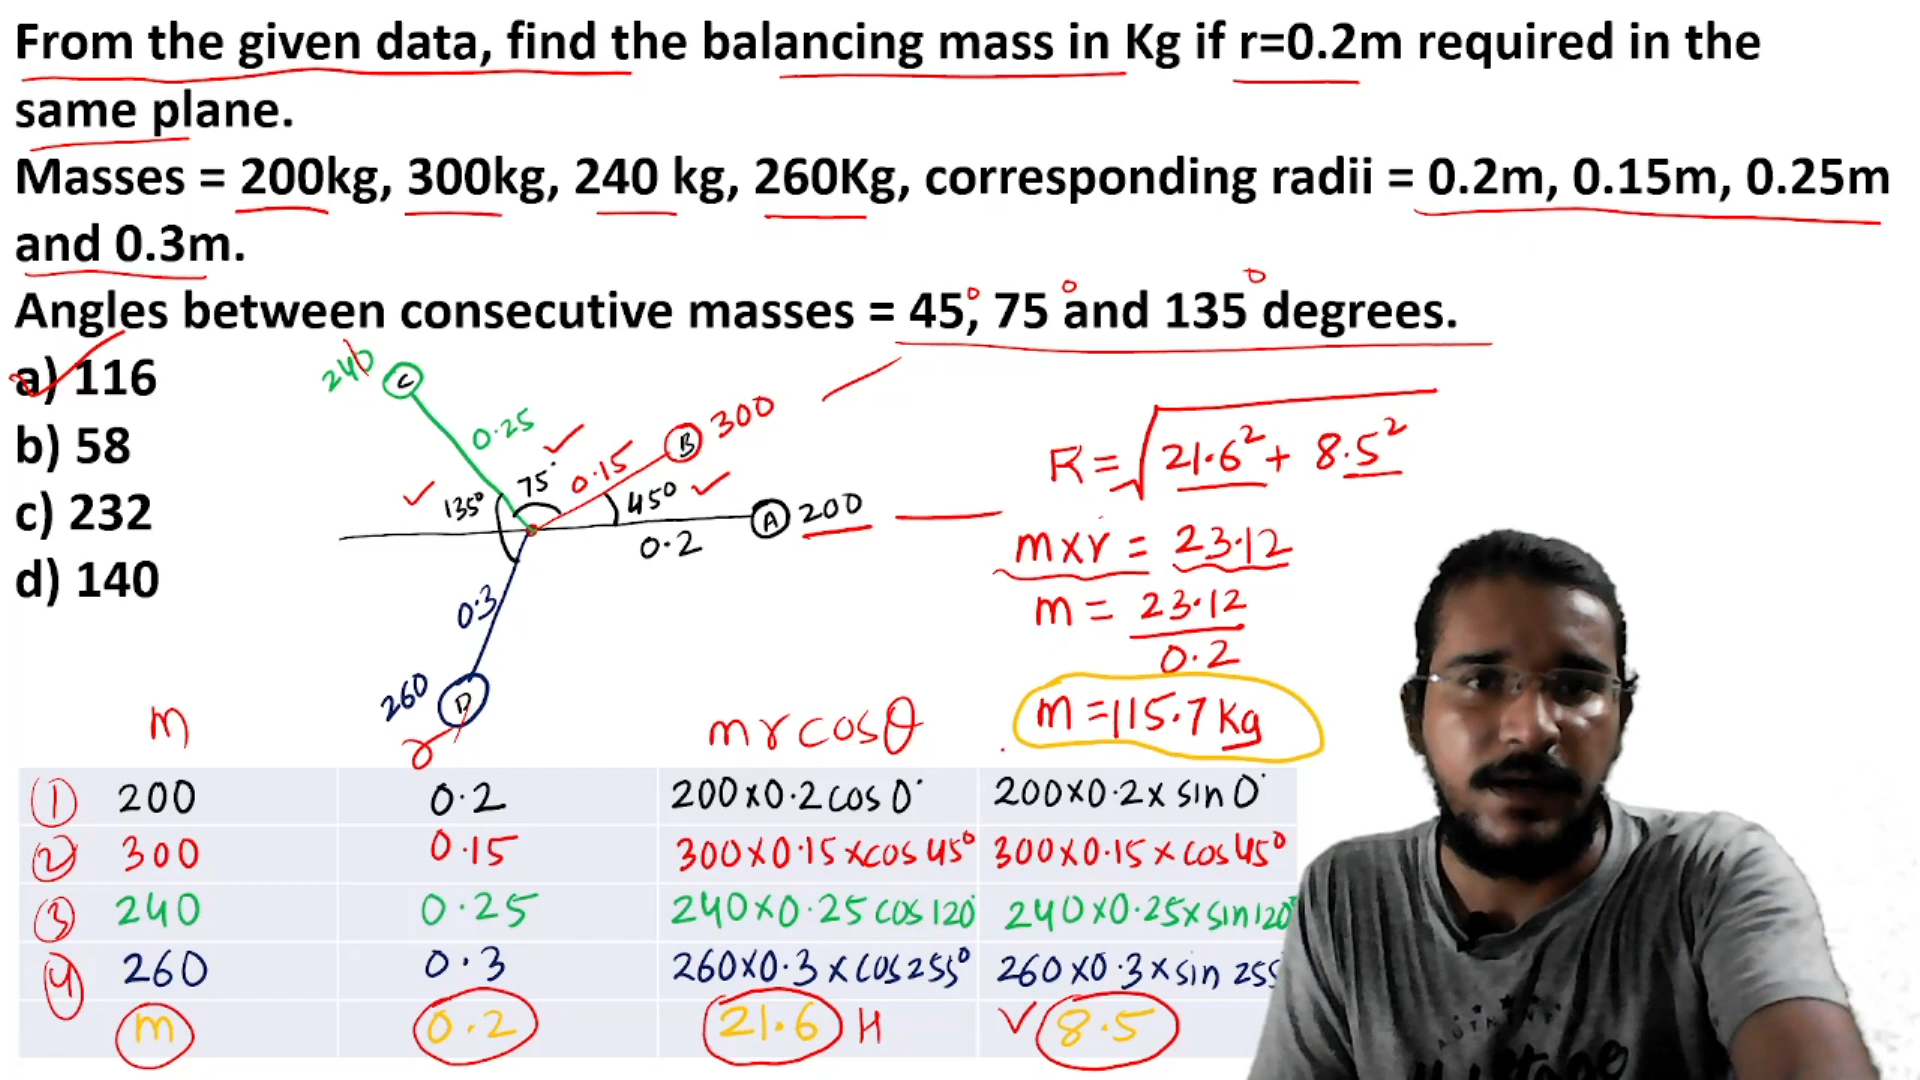 From the given data, find the balancing mass in Kg if r=0.2m required in the
same plane.
Masses = 200kg, 300kg, 240 kg, 260Kg, corresponding radii = 0.2m, 0.15m, 0.25m
and 0.3m.
Angles between consecutive masses = 45°, 75° and 135° degrees.
a) 116
b) 58
c) 232
d) 140
240 C
0.25
B 300
0.15
75°
135°
45°
A 200
0.2
0.3
260 D
R = √21.6² + 8.5²
m×r = 23.12
m = 23.12
0.2
m = 115.7 Kg
m r mrcosθ
1 200 0.2 200×0.2 cos 0° 200×0.2× sin 0°
2 300 0.15 300×0.15×cos 45° 300×0.15× cos 45°
3 240 0.25 240×0.25 cos 120° 240×0.25×sin 120°
4 260 0.3 260×0.3×cos 255° 260×0.3×sin 255
m 0.2 21.6 H V 8.5